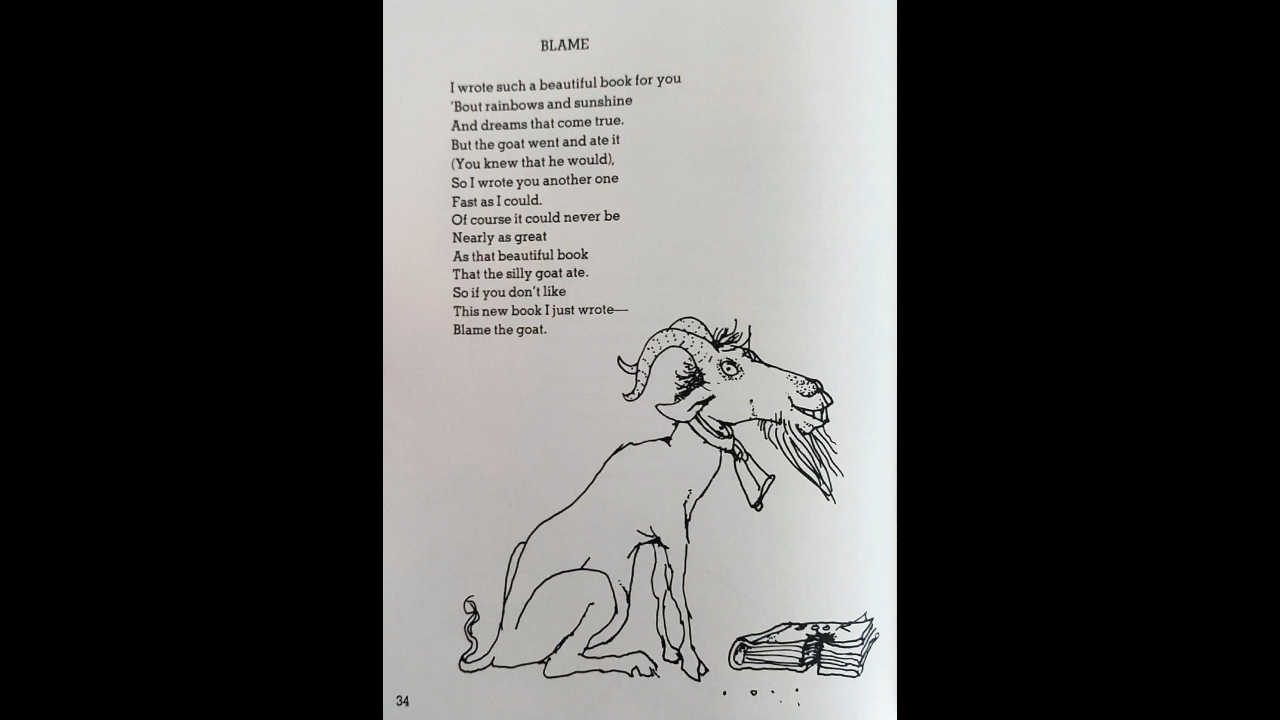 BLAME
I wrote such a beautiful book for you
'Bout rainbows and sunshine
And dreams that come true.
But the goat went and ate it
(You knew that he would),
So I wrote you another one
Fast as I could.
Of course it could never be
Nearly as great
As that beautiful book
That the silly goat ate.
So if you don't like
This new book I just wrote—
Blame the goat.
34